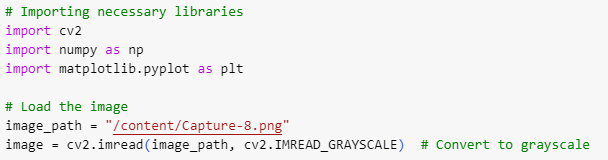 # Importing necessary libraries
import cv2
import numpy as np
import matplotlib.pyplot as plt
# Load the image
image_path = "/content/Capture-8.png"
image = cv2.imread(image_path, cv2.IMREAD_GRAYSCALE)  # Convert to grayscale